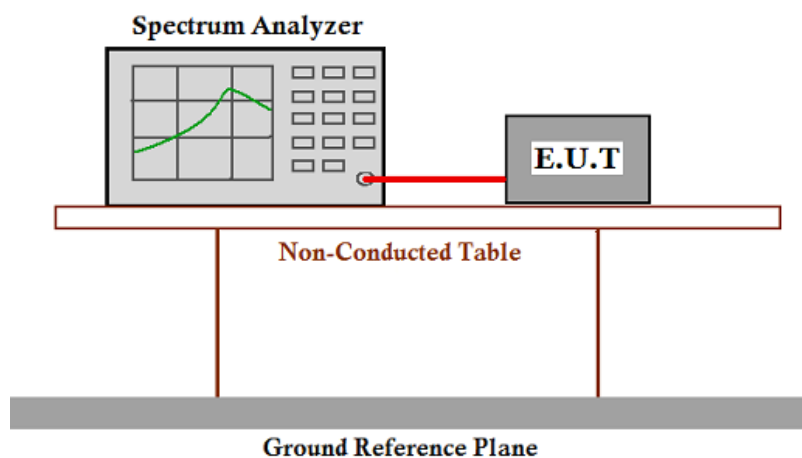 Spectrum Analyzer
E.U.T
Non-Conducted Table
Ground Reference Plane